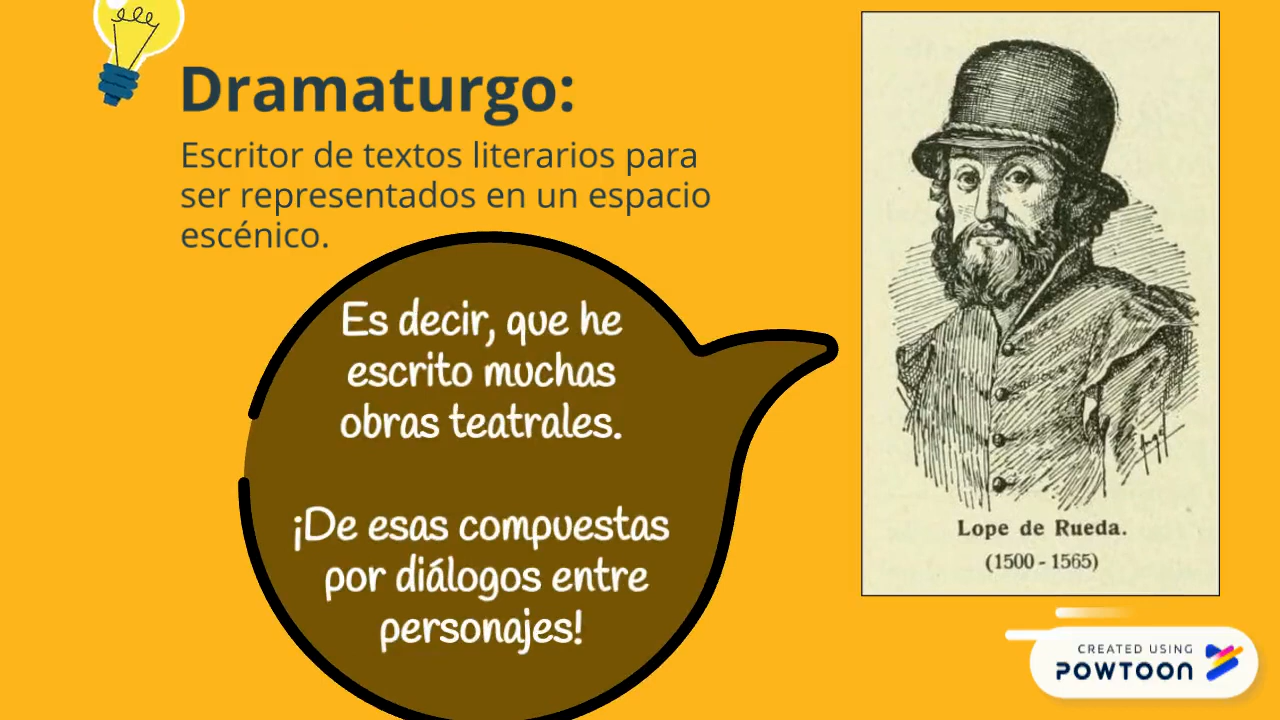 Dramaturgo:
Escritor de textos literarios para
ser representados en un espacio
escénico.
Es decir, que he
escrito muchas
obras teatrales.
¡De esas compuestas
por diálogos entre
personajes!
Lope de Rueda.
(1500 - 1565)
CREATED USING
POWTOON